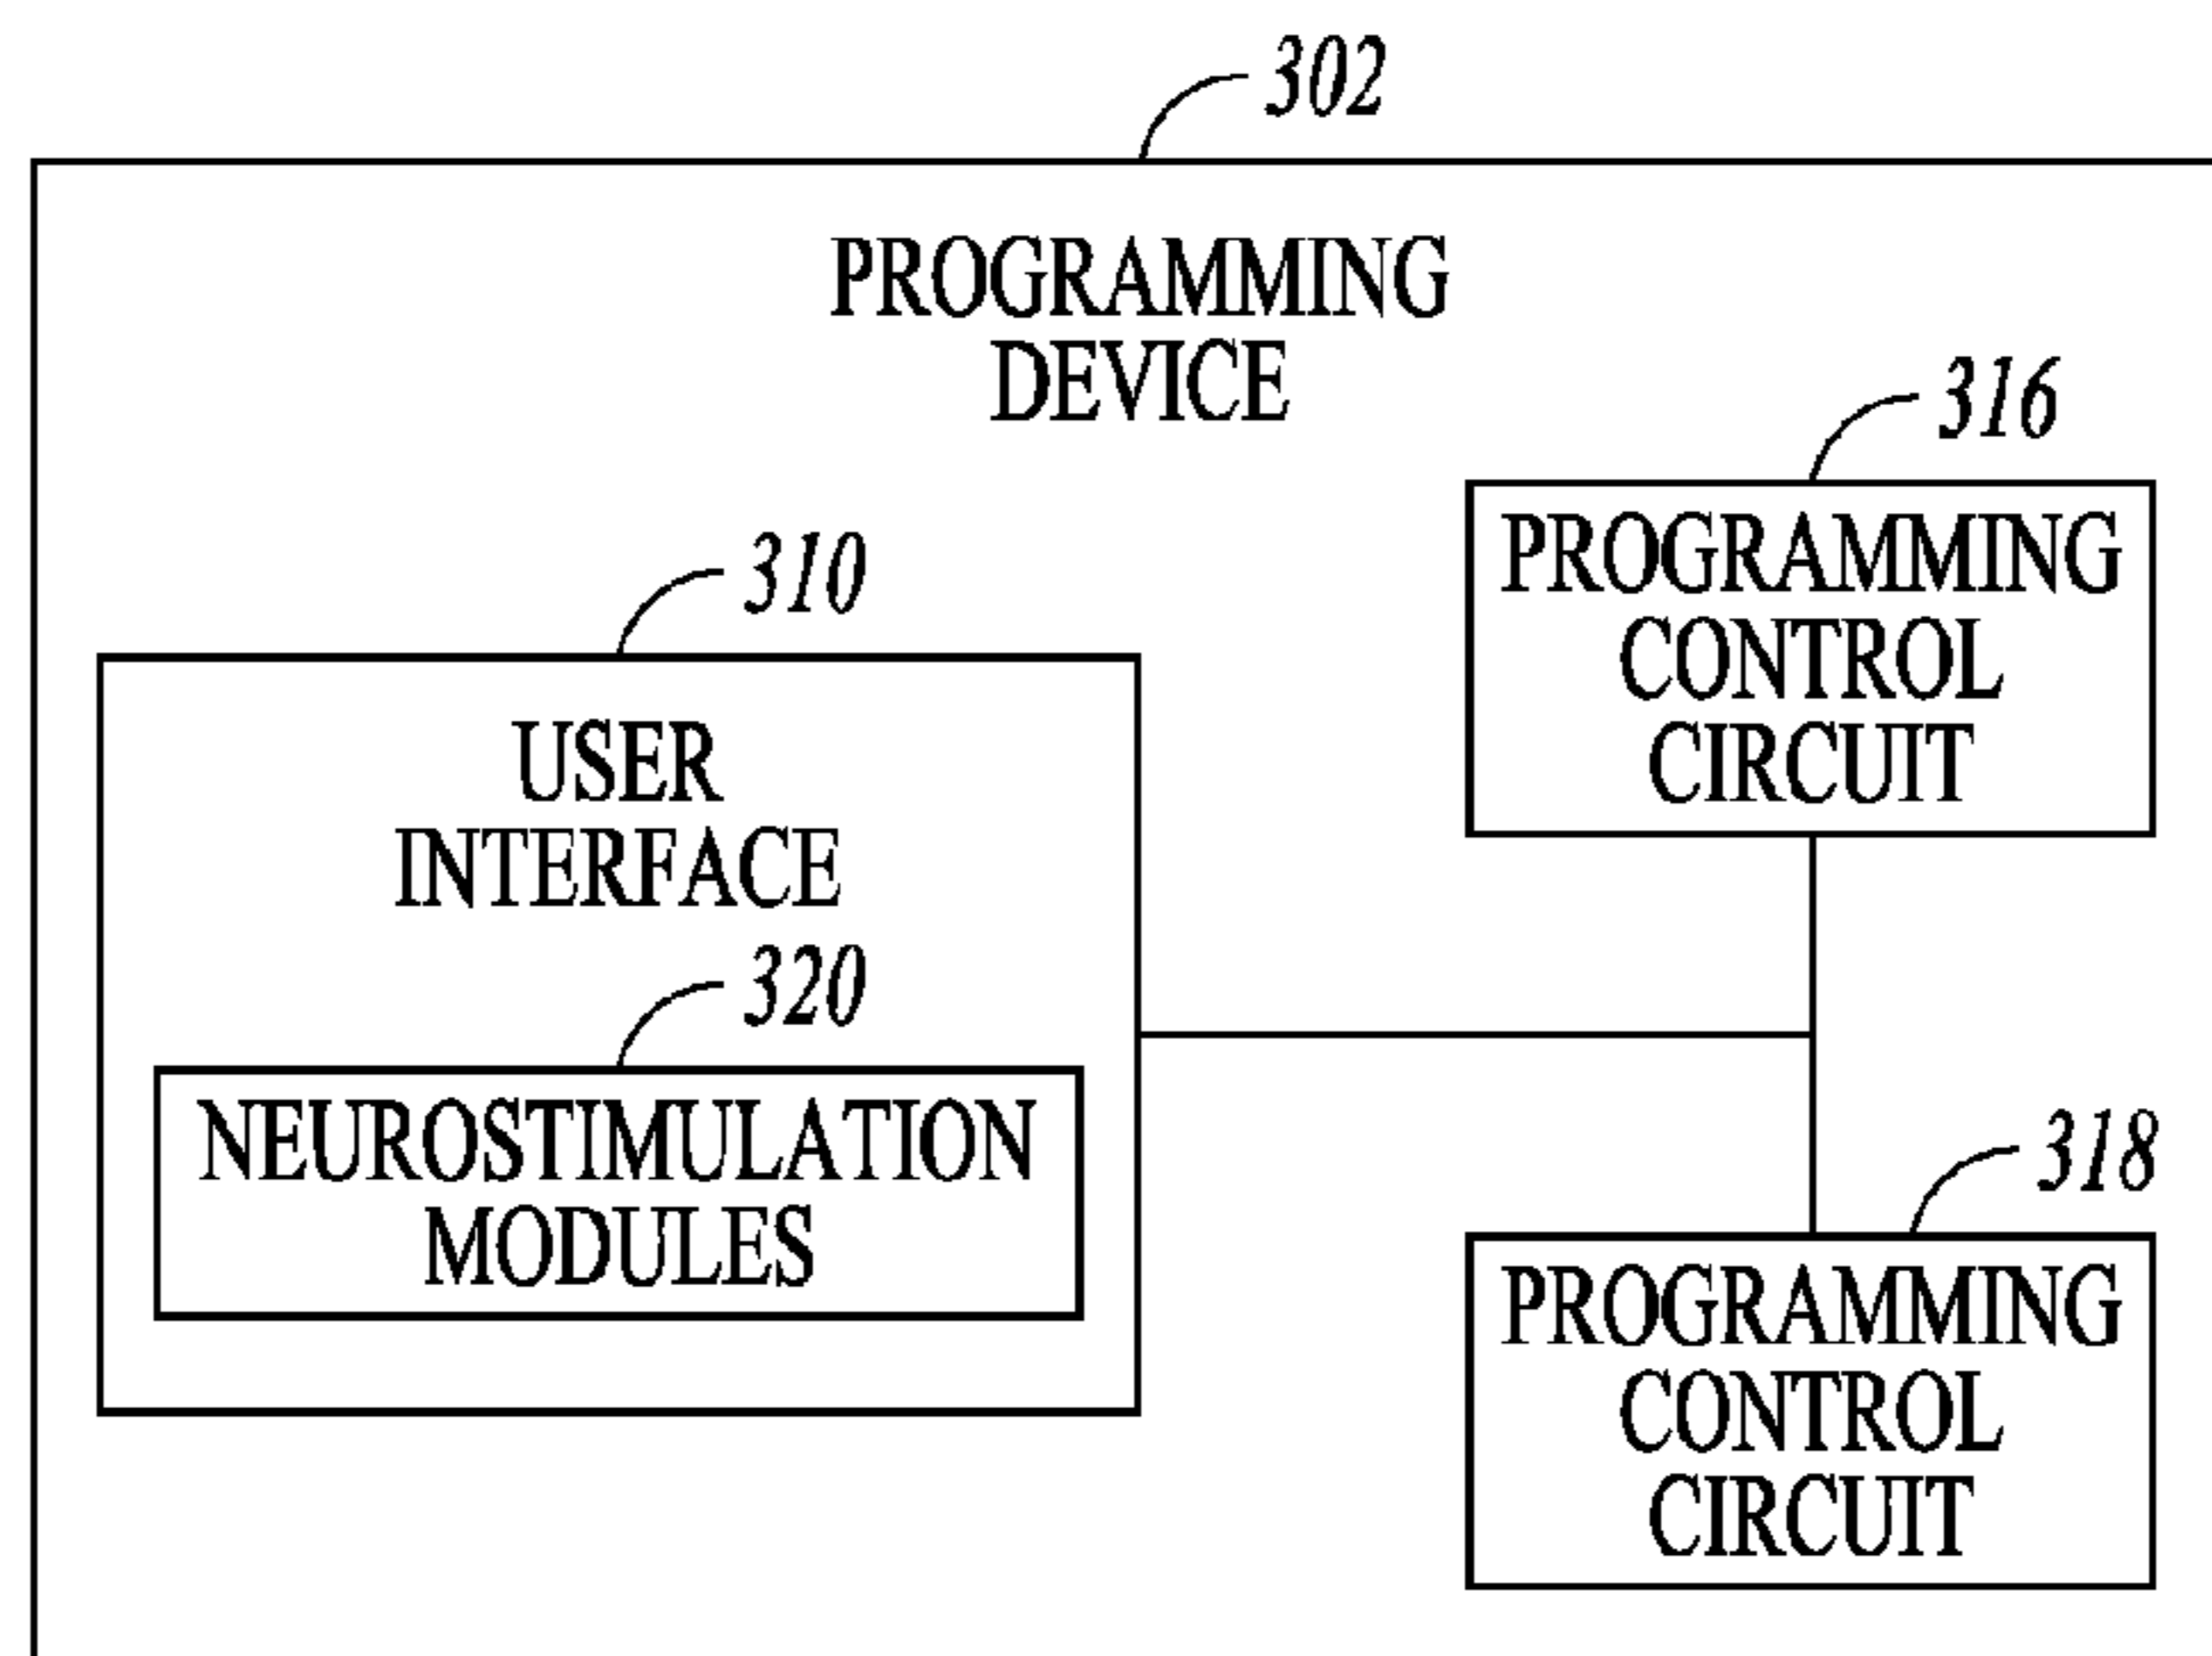 302
PROGRAMMING
DEVICE
316
PROGRAMMING
CONTROL
CIRCUIT
310
USER
INTERFACE
320
NEUROSTIMULATION
MODULES
318
PROGRAMMING
CONTROL
CIRCUIT